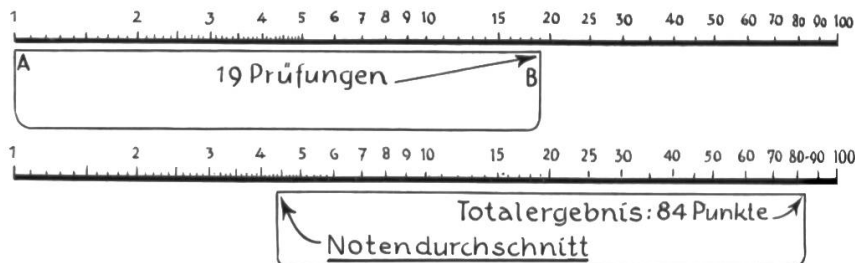 1 2 3 4 5 6 7 8 9 10 15 20 25 30 40 50 60 70 80 90 100
A 19 Prüfungen B
1 2 3 4 5 6 7 8 9 10 15 20 25 30 40 50 60 70 80-90 100
Totalergebnis: 84 Punkte
Notendurchschnitt